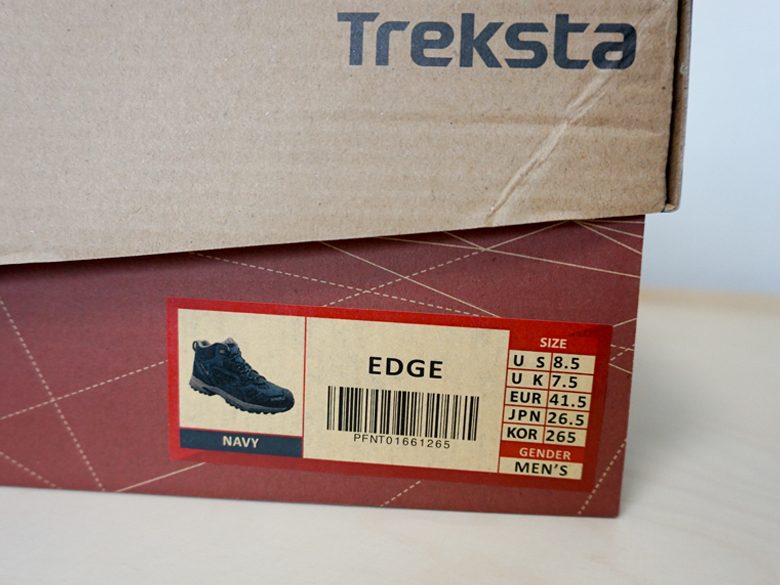 Treksta
EDGE
PFNT01661265
NAVY
SIZE
U S 8.5
U K 7.5
EUR 41.5
JPN 26.5
KOR 265
GENDER
MEN'S